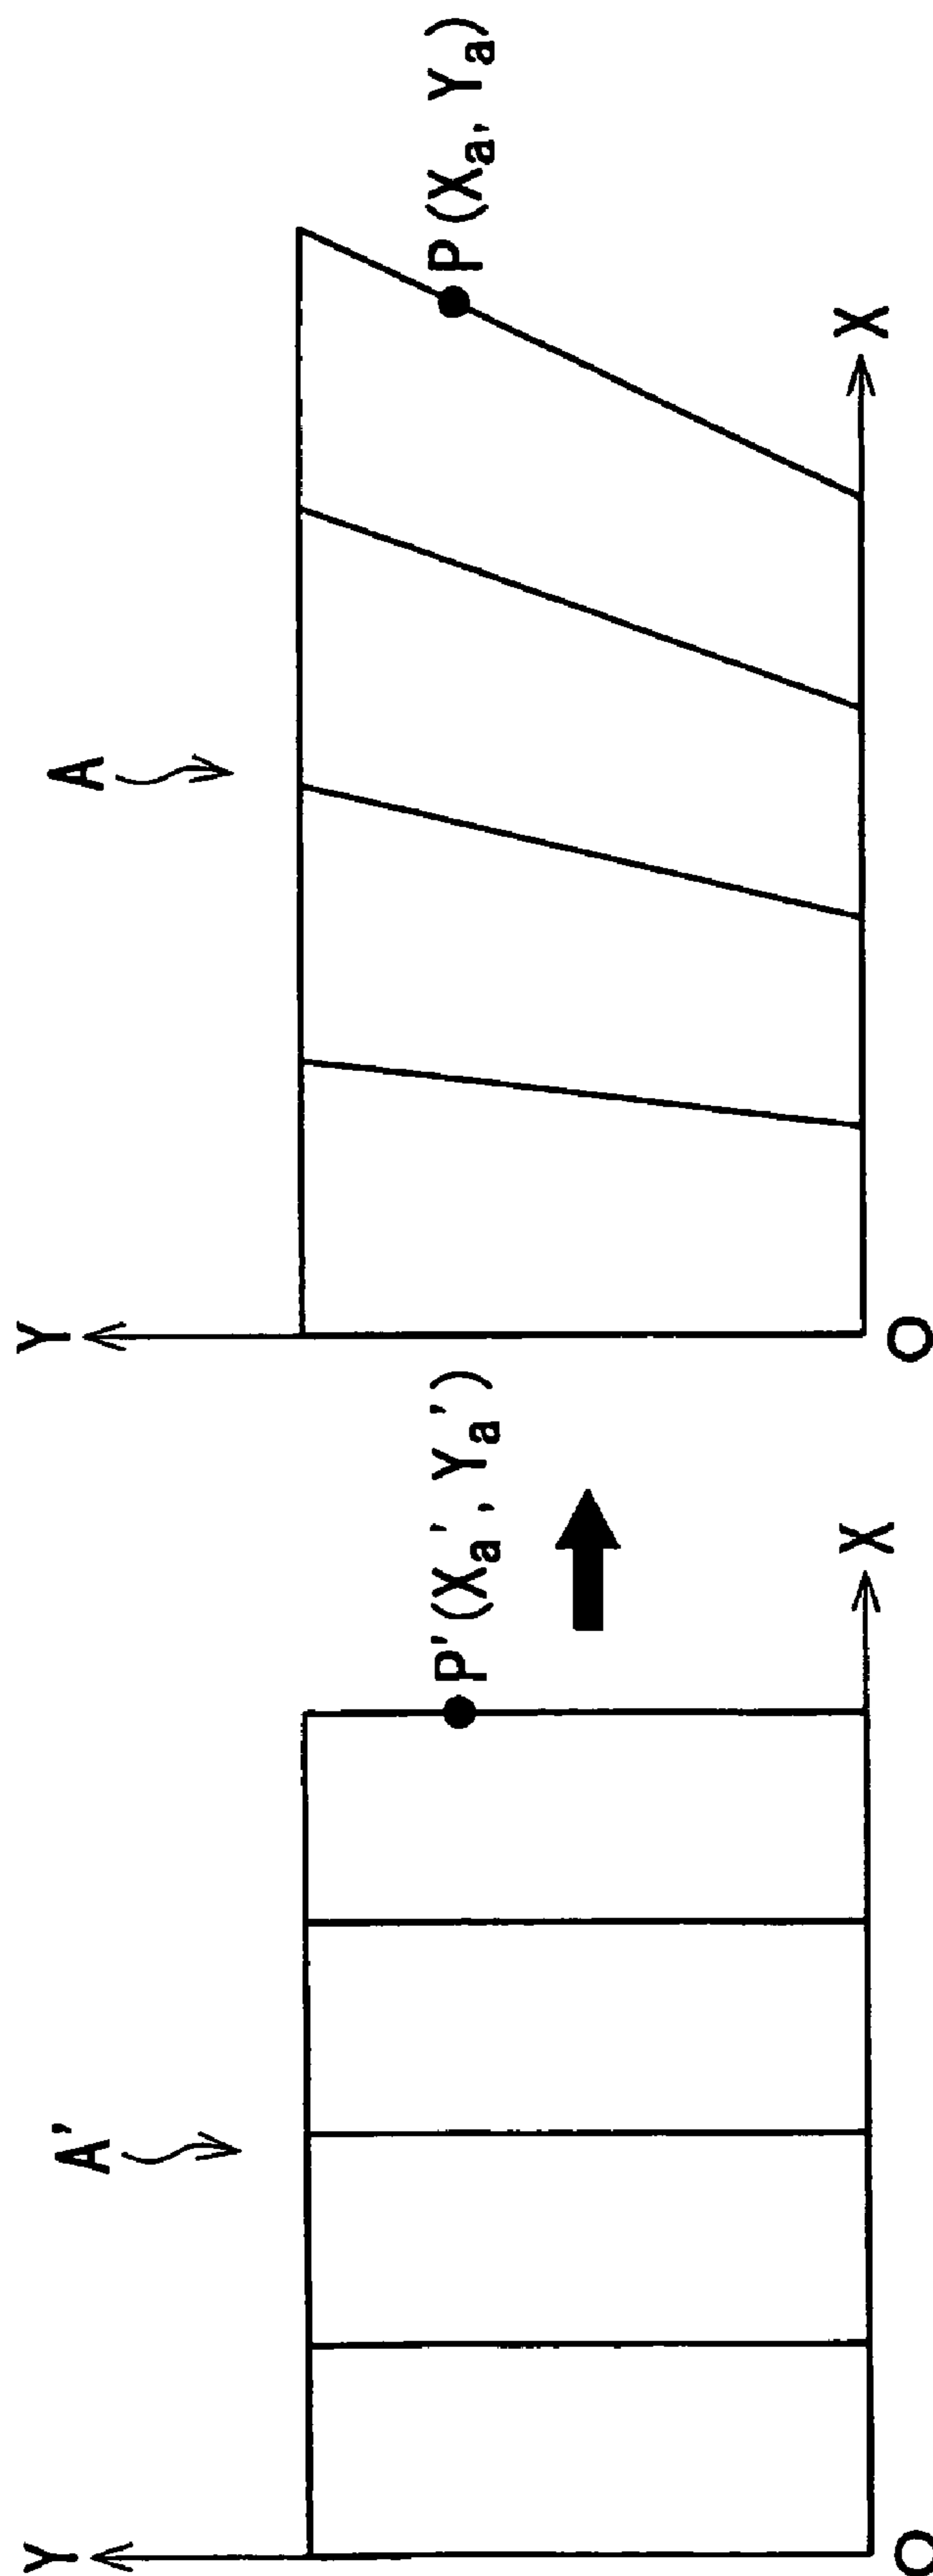 A'
Y
P' (Xa', Ya')
X
O
A
Y
P (Xa, Ya)
X
O